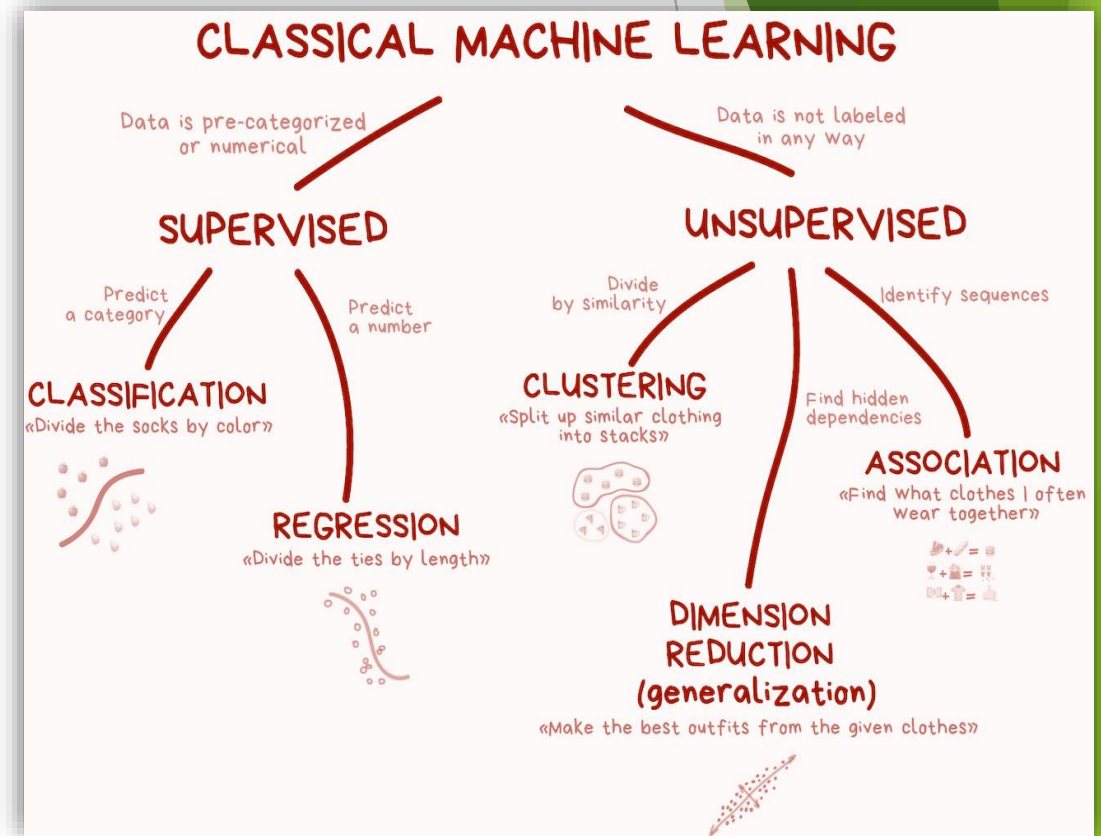 CLASSICAL MACHINE LEARNING
Data is pre-categorized
or numerical
Data is not labeled
in any way
SUPERVISED
UNSUPERVISED
Predict
a category
Predict
a number
Divide
by similarity
Identify sequences
CLASSIFICATION
«Divide the socks by color»
CLUSTERING
«Split up similar clothing
into stacks»
Find hidden
dependencies
ASSOCIATION
«Find what clothes I often
wear together»
REGRESSION
«Divide the ties by length»
+ =
+ =
+ =
DIMENSION
REDUCTION
(generalization)
«Make the best outfits from the given clothes»